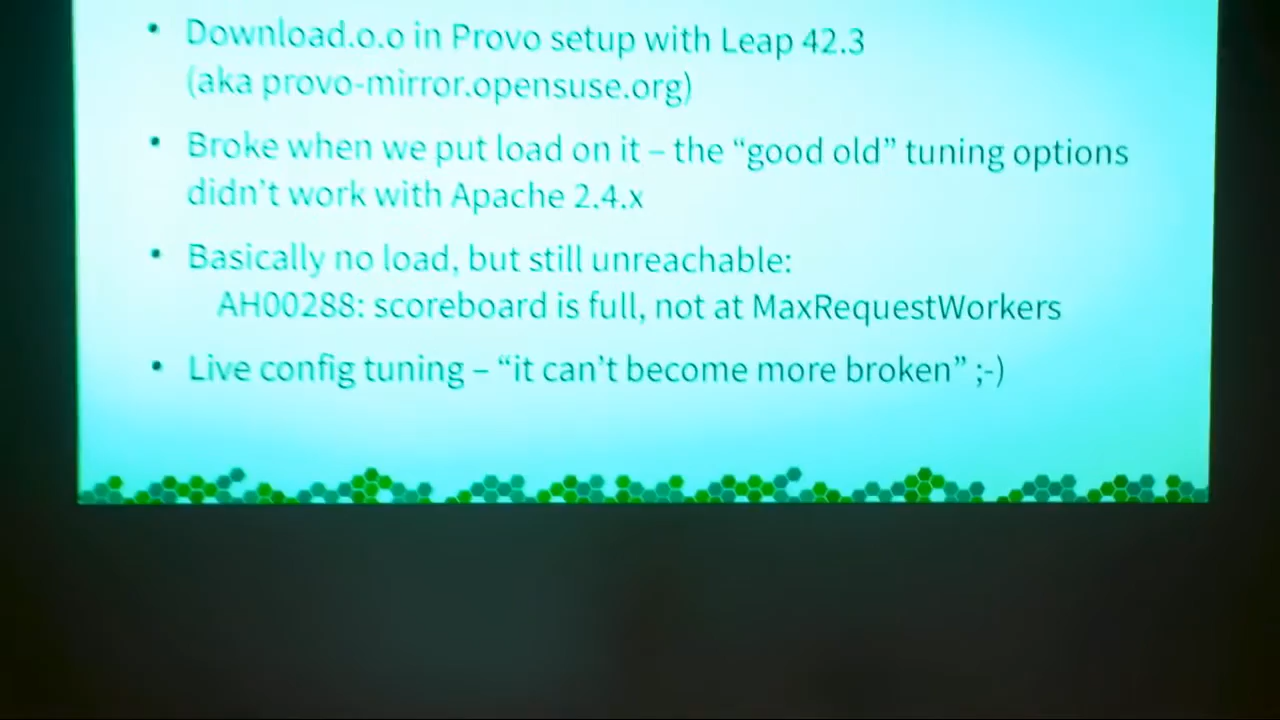 • Download.o.o in Provo setup with Leap 42.3
(aka provo-mirror.opensuse.org)
• Broke when we put load on it – the “good old” tuning options
didn’t work with Apache 2.4.x
• Basically no load, but still unreachable:
AH00288: scoreboard is full, not at MaxRequestWorkers
• Live config tuning – “it can’t become more broken” ;-)